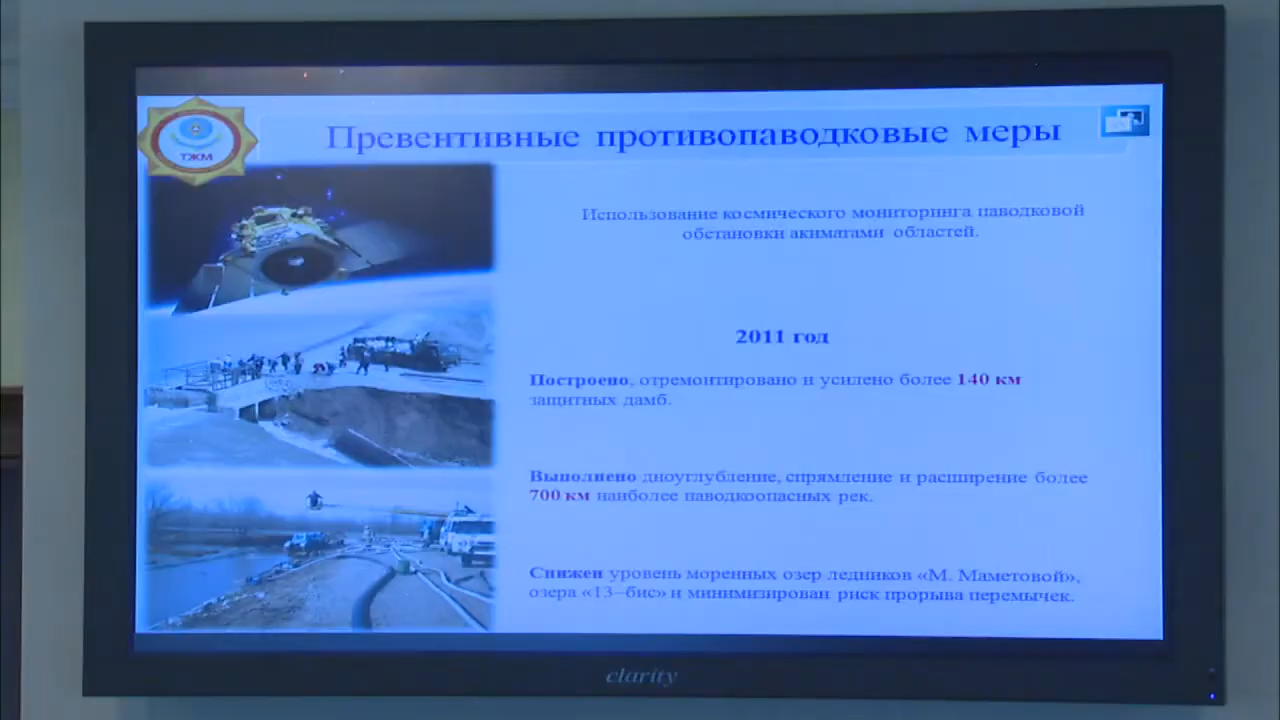 Превентивные противопаводковые меры
ТЖМ
Использование космического мониторинга паводковой
обстановки акиматами областей.
2011 год
Построено, отремонтировано и усилено более 140 км
защитных дамб.
Выполнено дноуглубление, спрямление и расширение более
700 км наиболее паводкоопасных рек.
Снижен уровень моренных озер ледников «М. Маметовой»,
озера «13–бис» и минимизирован риск прорыва перемычек.
clarity